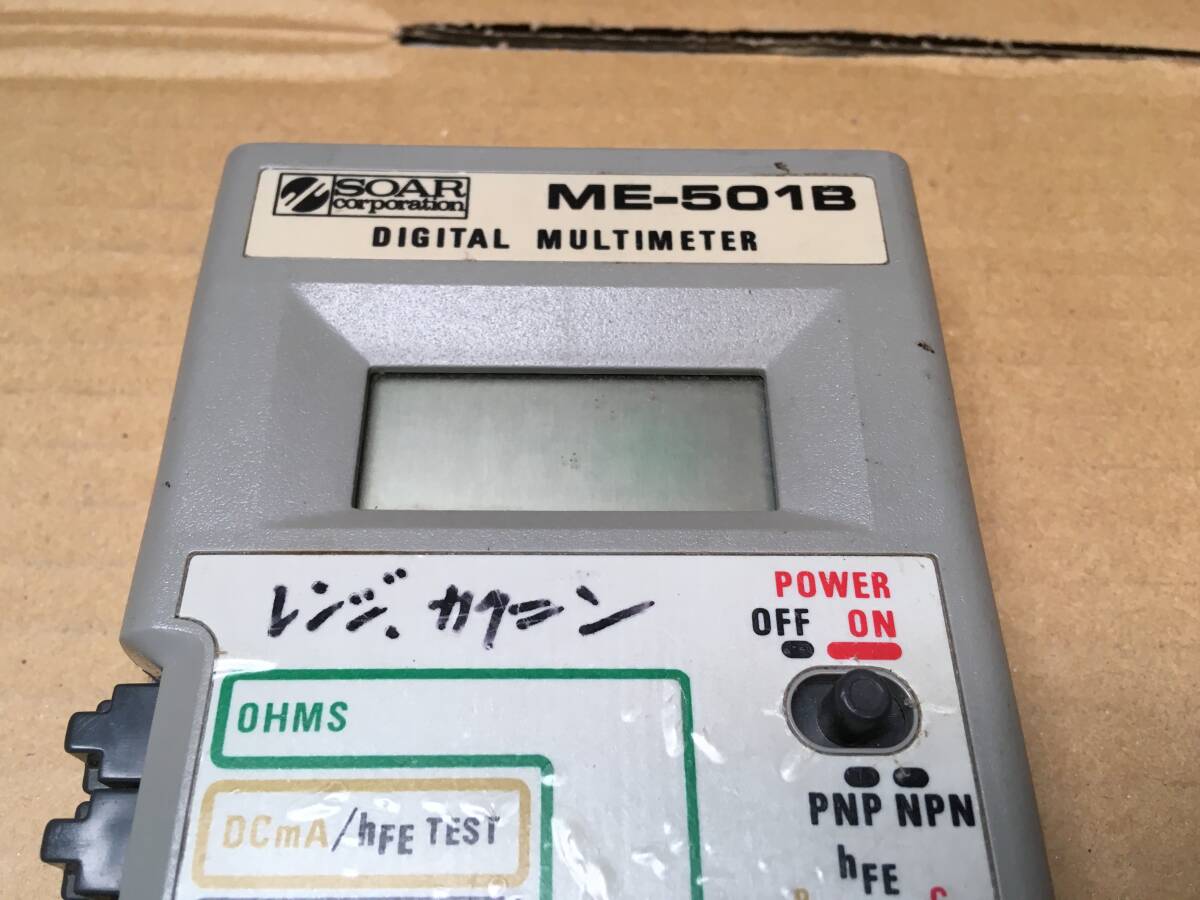 SOAR
corporation
ME-501B
DIGITAL MULTIMETER
レンジ、カクニン
POWER
OFF ON
OHMS
DCmA/hFE TEST
PNP NPN
hFE